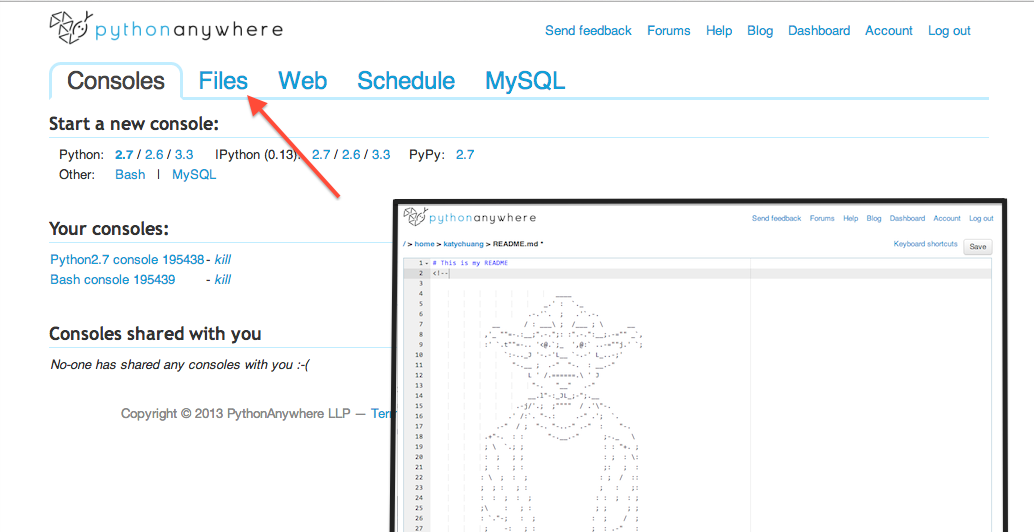 pythonanywhere
Send feedback Forums Help Blog Dashboard Account Log out
Consoles Files Web Schedule MySQL
Start a new console:
Python: 2.7 / 2.6 / 3.3 IPython (0.13): 2.7 / 2.6 / 3.3 PyPy: 2.7
Other: Bash | MySQL
Your consoles:
Python2.7 console 195438 - kill
Bash console 195439 - kill
Consoles shared with you
No-one has shared any consoles with you :-(
Copyright © 2013 PythonAnywhere LLP —
pythonanywhere
Send feedback Forums Help Blog Dashboard Account Log out
/ > home > katychuang > README.md *
Keyboard shortcuts Save
1 # This is my README
2 <!--
3
4
5
6
7
8
9
10
11
12
13
14
15
16
17
18
19
20
21
22
23
24
25
26
27